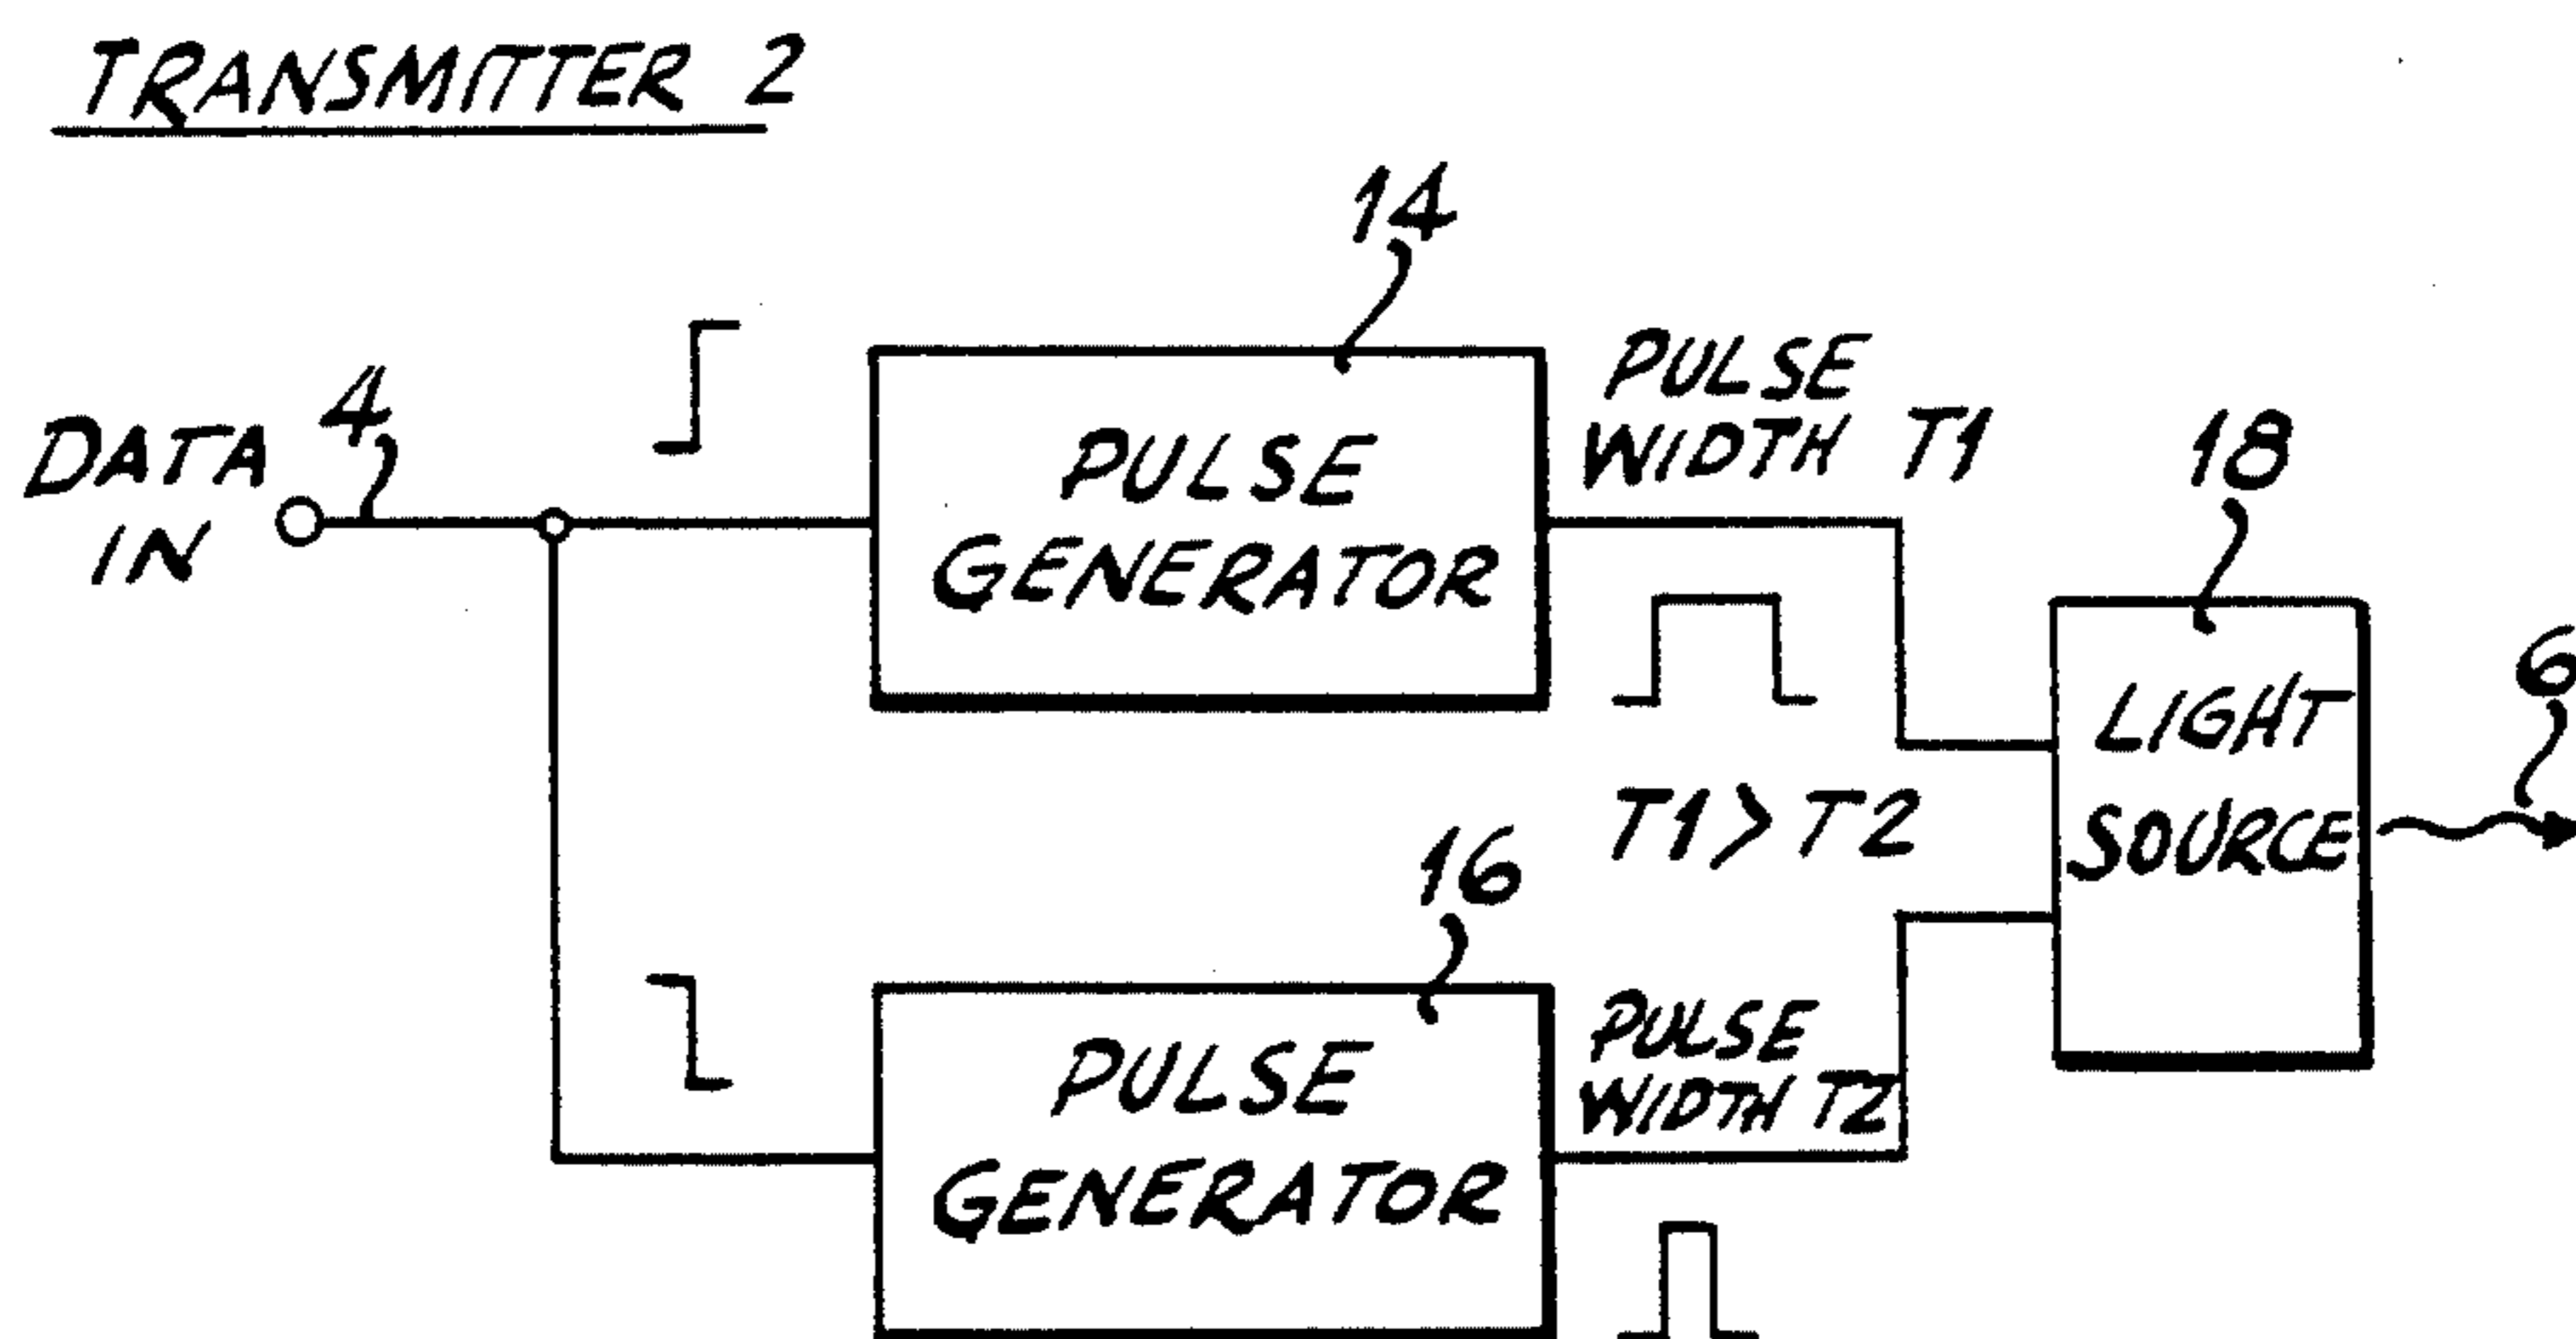 TRANSMITTER 2
14
DATA
IN
4
PULSE
GENERATOR
PULSE
WIDTH T1
18
LIGHT
SOURCE
6
T1>T2
16
PULSE
GENERATOR
PULSE
WIDTH T2